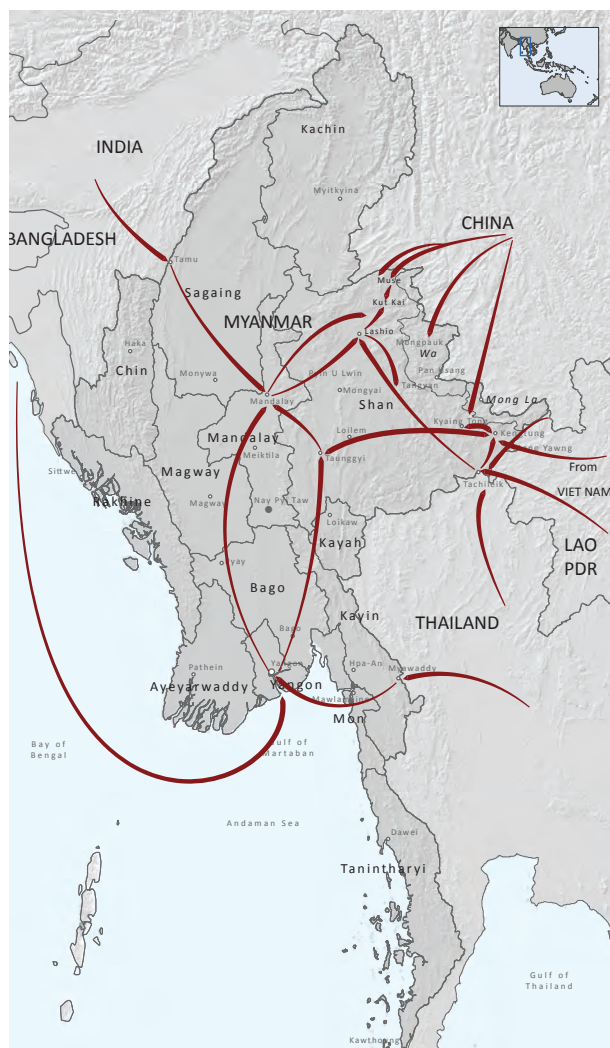 Kachin
INDIA
Myitkyina
CHINA
BANGLADESH
Tamu
Muse
Sagaing
Kut Kai
MYANMAR
Lashio
Mongpauk
Wa
Haka
Chin
Monywa
Pyin U Lwin
Pan Hsang
Tangyan
Mongyai
Mandalay
Shan
Mong La
Kyaing Tong
Loilem
Kengtung
Mandalay
Meiktila
Taunggyi
Magway
Sittwe
From
Tachileik
VIET NAM
Rakhine
Magway
Nay Pyi Taw
Loikaw
LAO
PDR
Kayah
Pyay
Bago
Kayin
THAILAND
Bago
Pathein
Yangon
Hpa-An
Myawaddy
Ayeyarwaddy
Yangon
Mawlamyine
Mon
Bay of
Bengal
Gulf of
Martaban
Andaman Sea
Dawei
Tanintharyi
Gulf of
Thailand
Kawthoung